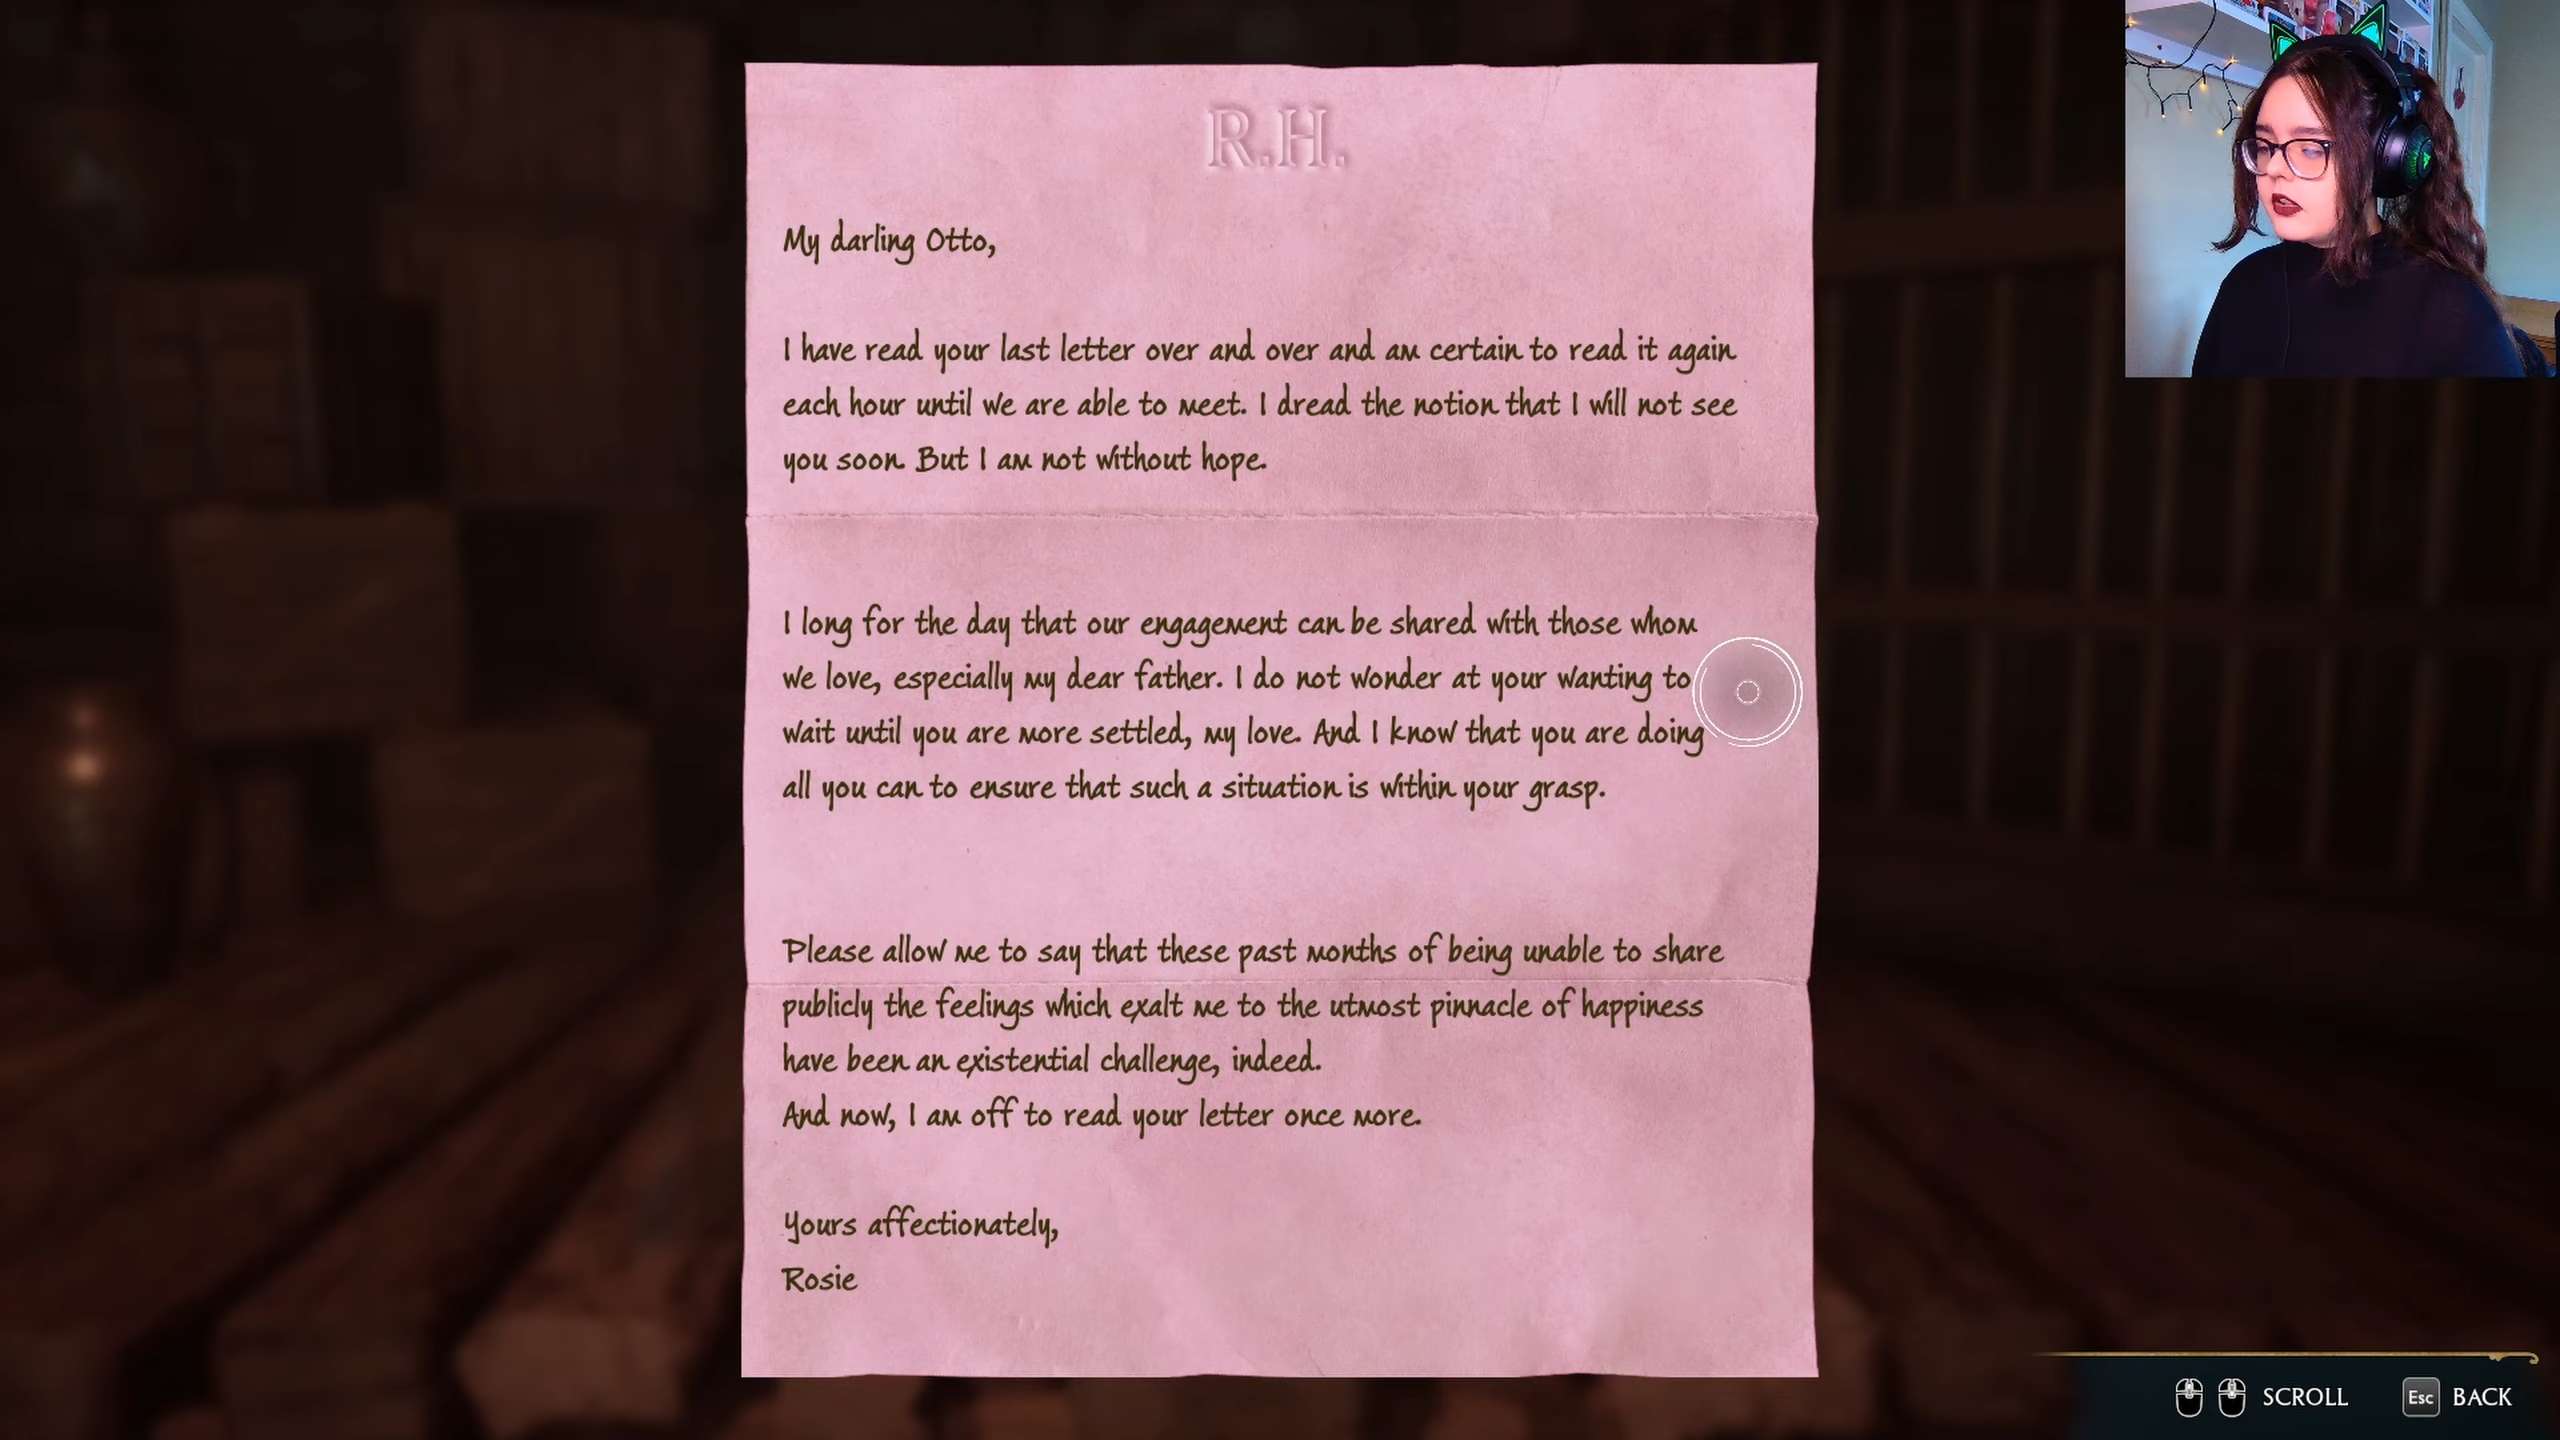 R.H.
My darling Otto,
I have read your last letter over and over and am certain to read it again
each hour until we are able to meet. I dread the notion that I will not see
you soon. But I am not without hope.
I long for the day that our engagement can be shared with those whom
we love, especially my dear father. I do not wonder at your wanting to
wait until you are more settled, my love. And I know that you are doing
all you can to ensure that such a situation is within your grasp.
Please allow me to say that these past months of being unable to share
publicly the feelings which exalt me to the utmost pinnacle of happiness
have been an existential challenge, indeed.
And now, I am off to read your letter once more.
Yours affectionately,
Rosie
SCROLL
Esc BACK